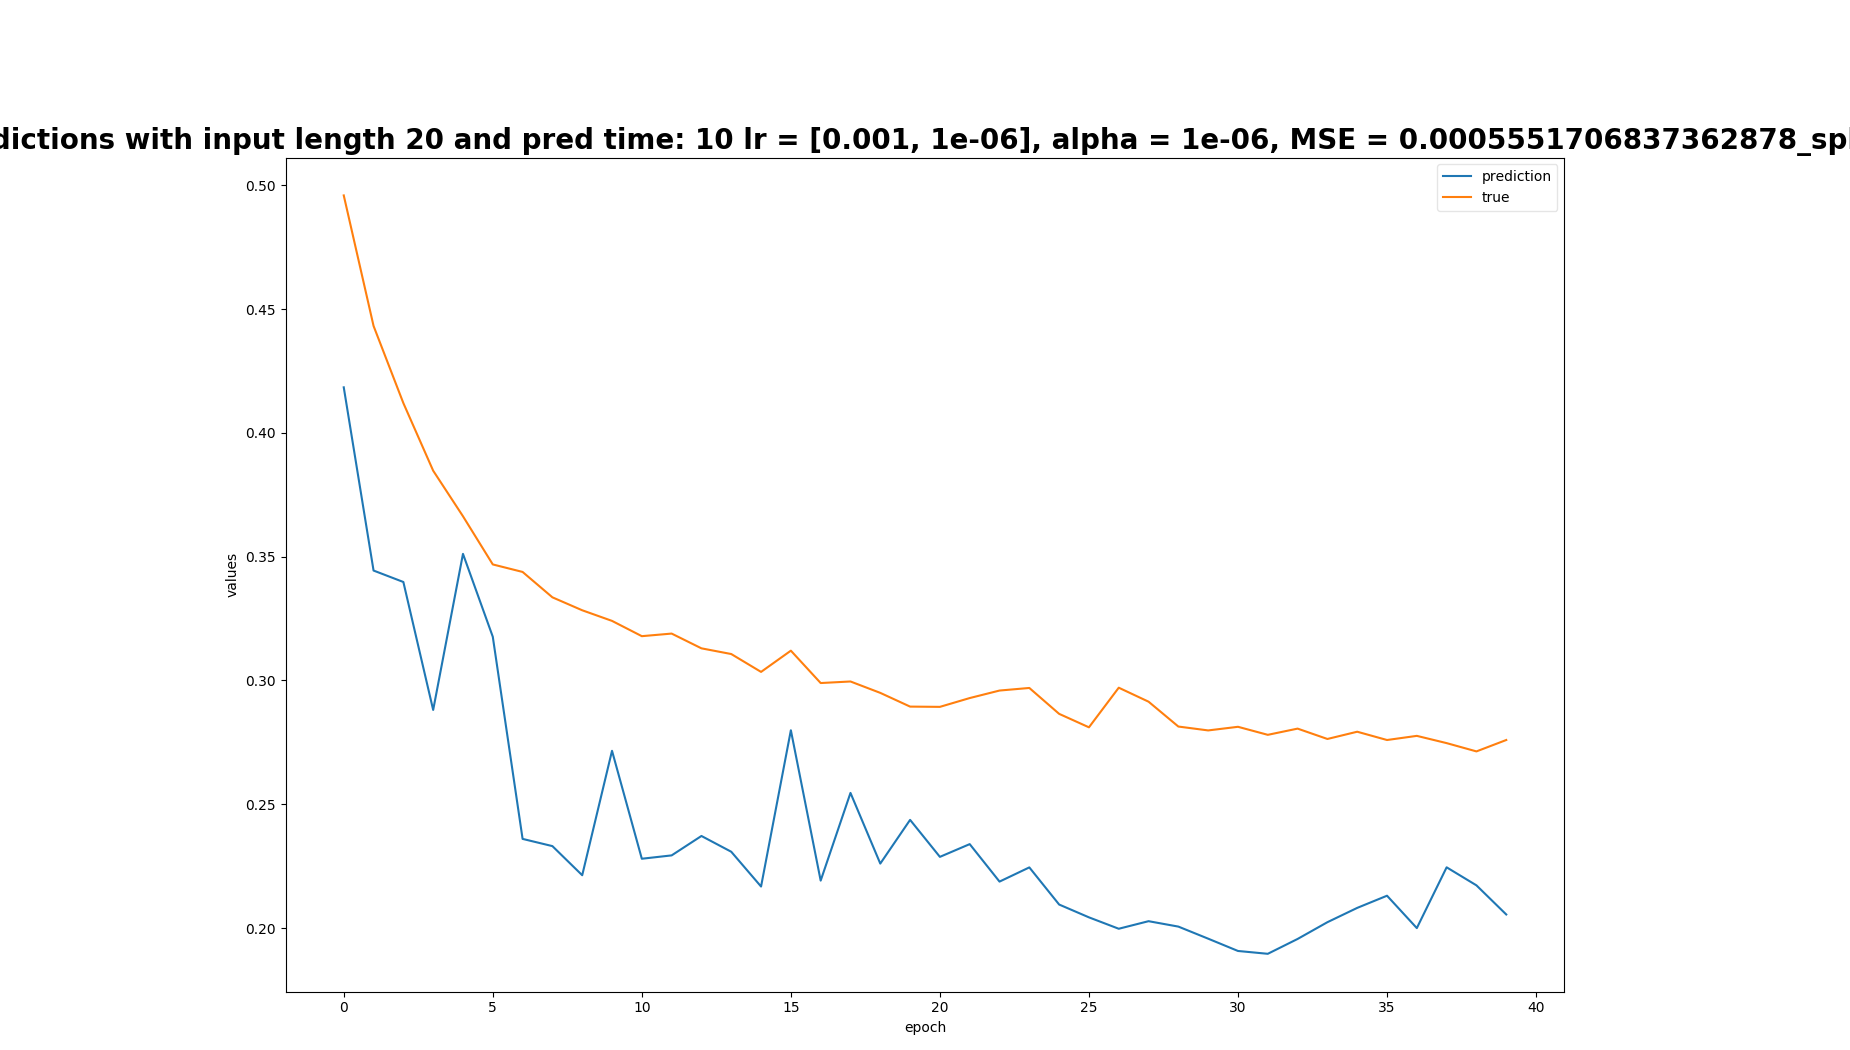 dictions with input length 20 and pred time: 10 lr = [0.001, 1e-06], alpha = 1e-06, MSE = 0.0005551706837362878_spl
prediction
true
0.50
0.45
0.40
0.35
0.30
0.25
0.20
values
0 5 10 15 20 25 30 35 40
epoch